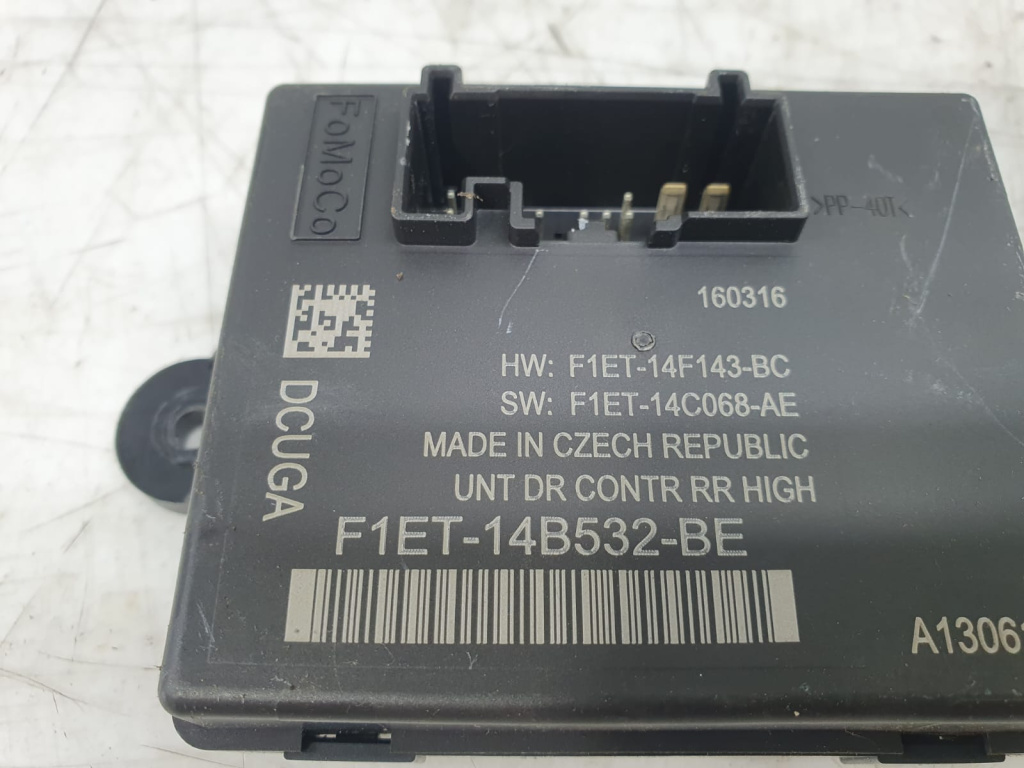 FoMoCo
>PP-40T<
160316
HW: F1ET-14F143-BC
SW: F1ET-14C068-AE
MADE IN CZECH REPUBLIC
UNT DR CONTR RR HIGH
DCUGA
F1ET-14B532-BE